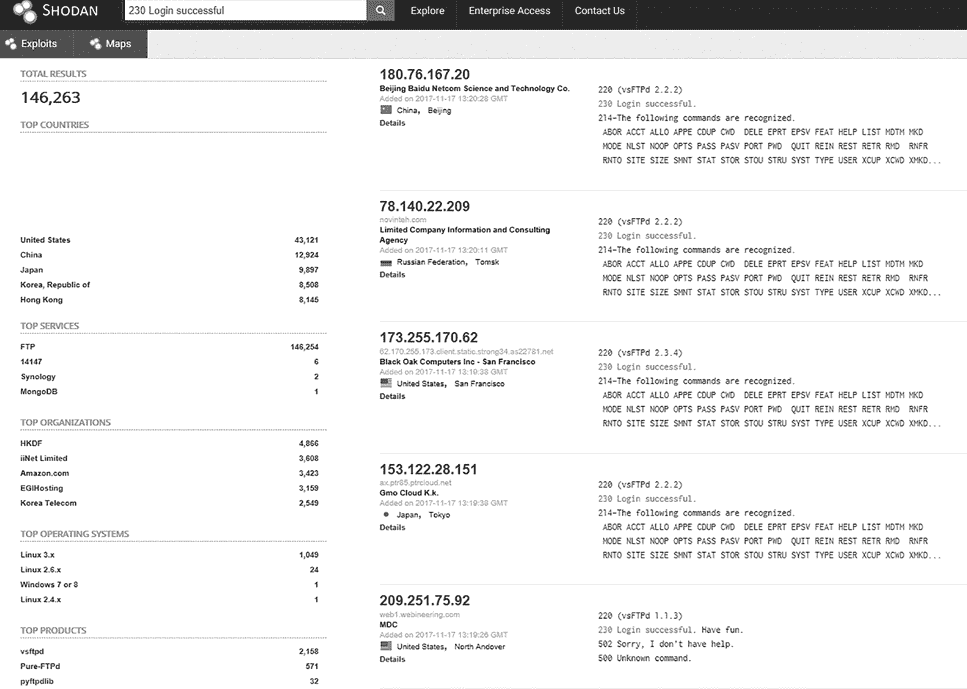 SHODAN
230 Login successful
Explore
Enterprise Access
Contact Us
Exploits
Maps
TOTAL RESULTS
146,263
TOP COUNTRIES
United States 43,121
China 12,924
Japan 9,897
Korea, Republic of 8,508
Hong Kong 8,145
TOP SERVICES
FTP 146,254
14147 6
Synology 2
MongoDB 1
TOP ORGANIZATIONS
HKDF 4,866
iiNet Limited 3,608
Amazon.com 3,423
EGIHosting 3,159
Korea Telecom 2,549
TOP OPERATING SYSTEMS
Linux 3.x 1,049
Linux 2.6.x 24
Windows 7 or 8 1
Linux 2.4.x 1
TOP PRODUCTS
vsftpd 2,158
Pure-FTPd 571
pyftpdlib 32
180.76.167.20
Beijing Baidu Netcom Science and Technology Co.
Added on 2017-11-17 13:20:28 GMT
China, Beijing
Details
220 (vsFTPd 2.2.2)
230 Login successful.
214-The following commands are recognized.
ABOR ACCT ALLO APPE CDUP CWD DELE EPRT EPSV FEAT HELP LIST MDTM MKD
MODE NLST NOOP OPTS PASS PASV PORT PWD QUIT REIN REST RETR RMD RNFR
RNTO SITE SIZE SMNT STAT STOR STOU STRU SYST TYPE USER XCUP XCWD XMKD...
78.140.22.209
novinteh.com
Limited Company Information and Consulting
Agency
Added on 2017-11-17 13:20:11 GMT
Russian Federation, Tomsk
Details
220 (vsFTPd 2.2.2)
230 Login successful.
214-The following commands are recognized.
ABOR ACCT ALLO APPE CDUP CWD DELE EPRT EPSV FEAT HELP LIST MDTM MKD
MODE NLST NOOP OPTS PASS PASV PORT PWD QUIT REIN REST RETR RMD RNFR
RNTO SITE SIZE SMNT STAT STOR STOU STRU SYST TYPE USER XCUP XCWD XMKD...
173.255.170.62
62.170.255.173.client.static.strong34.as22781.net
Black Oak Computers Inc - San Francisco
Added on 2017-11-17 13:19:38 GMT
United States, San Francisco
Details
220 (vsFTPd 2.3.4)
230 Login successful.
214-The following commands are recognized.
ABOR ACCT ALLO APPE CDUP CWD DELE EPRT EPSV FEAT HELP LIST MDTM MKD
MODE NLST NOOP OPTS PASS PASV PORT PWD QUIT REIN REST RETR RMD RNFR
RNTO SITE SIZE SMNT STAT STOR STOU STRU SYST TYPE USER XCUP XCWD XMKD...
153.122.28.151
ax.ptr85.ptrcloud.net
Gmo Cloud K.k.
Added on 2017-11-17 13:19:38 GMT
Japan, Tokyo
Details
220 (vsFTPd 2.2.2)
230 Login successful.
214-The following commands are recognized.
ABOR ACCT ALLO APPE CDUP CWD DELE EPRT EPSV FEAT HELP LIST MDTM MKD
MODE NLST NOOP OPTS PASS PASV PORT PWD QUIT REIN REST RETR RMD RNFR
RNTO SITE SIZE SMNT STAT STOR STOU STRU SYST TYPE USER XCUP XCWD XMKD...
209.251.75.92
web1.webineering.com
MDC
Added on 2017-11-17 13:19:26 GMT
United States, North Andover
Details
220 (vsFTPd 1.1.3)
230 Login successful. Have fun.
502 Sorry, I don't have help.
500 Unknown command.